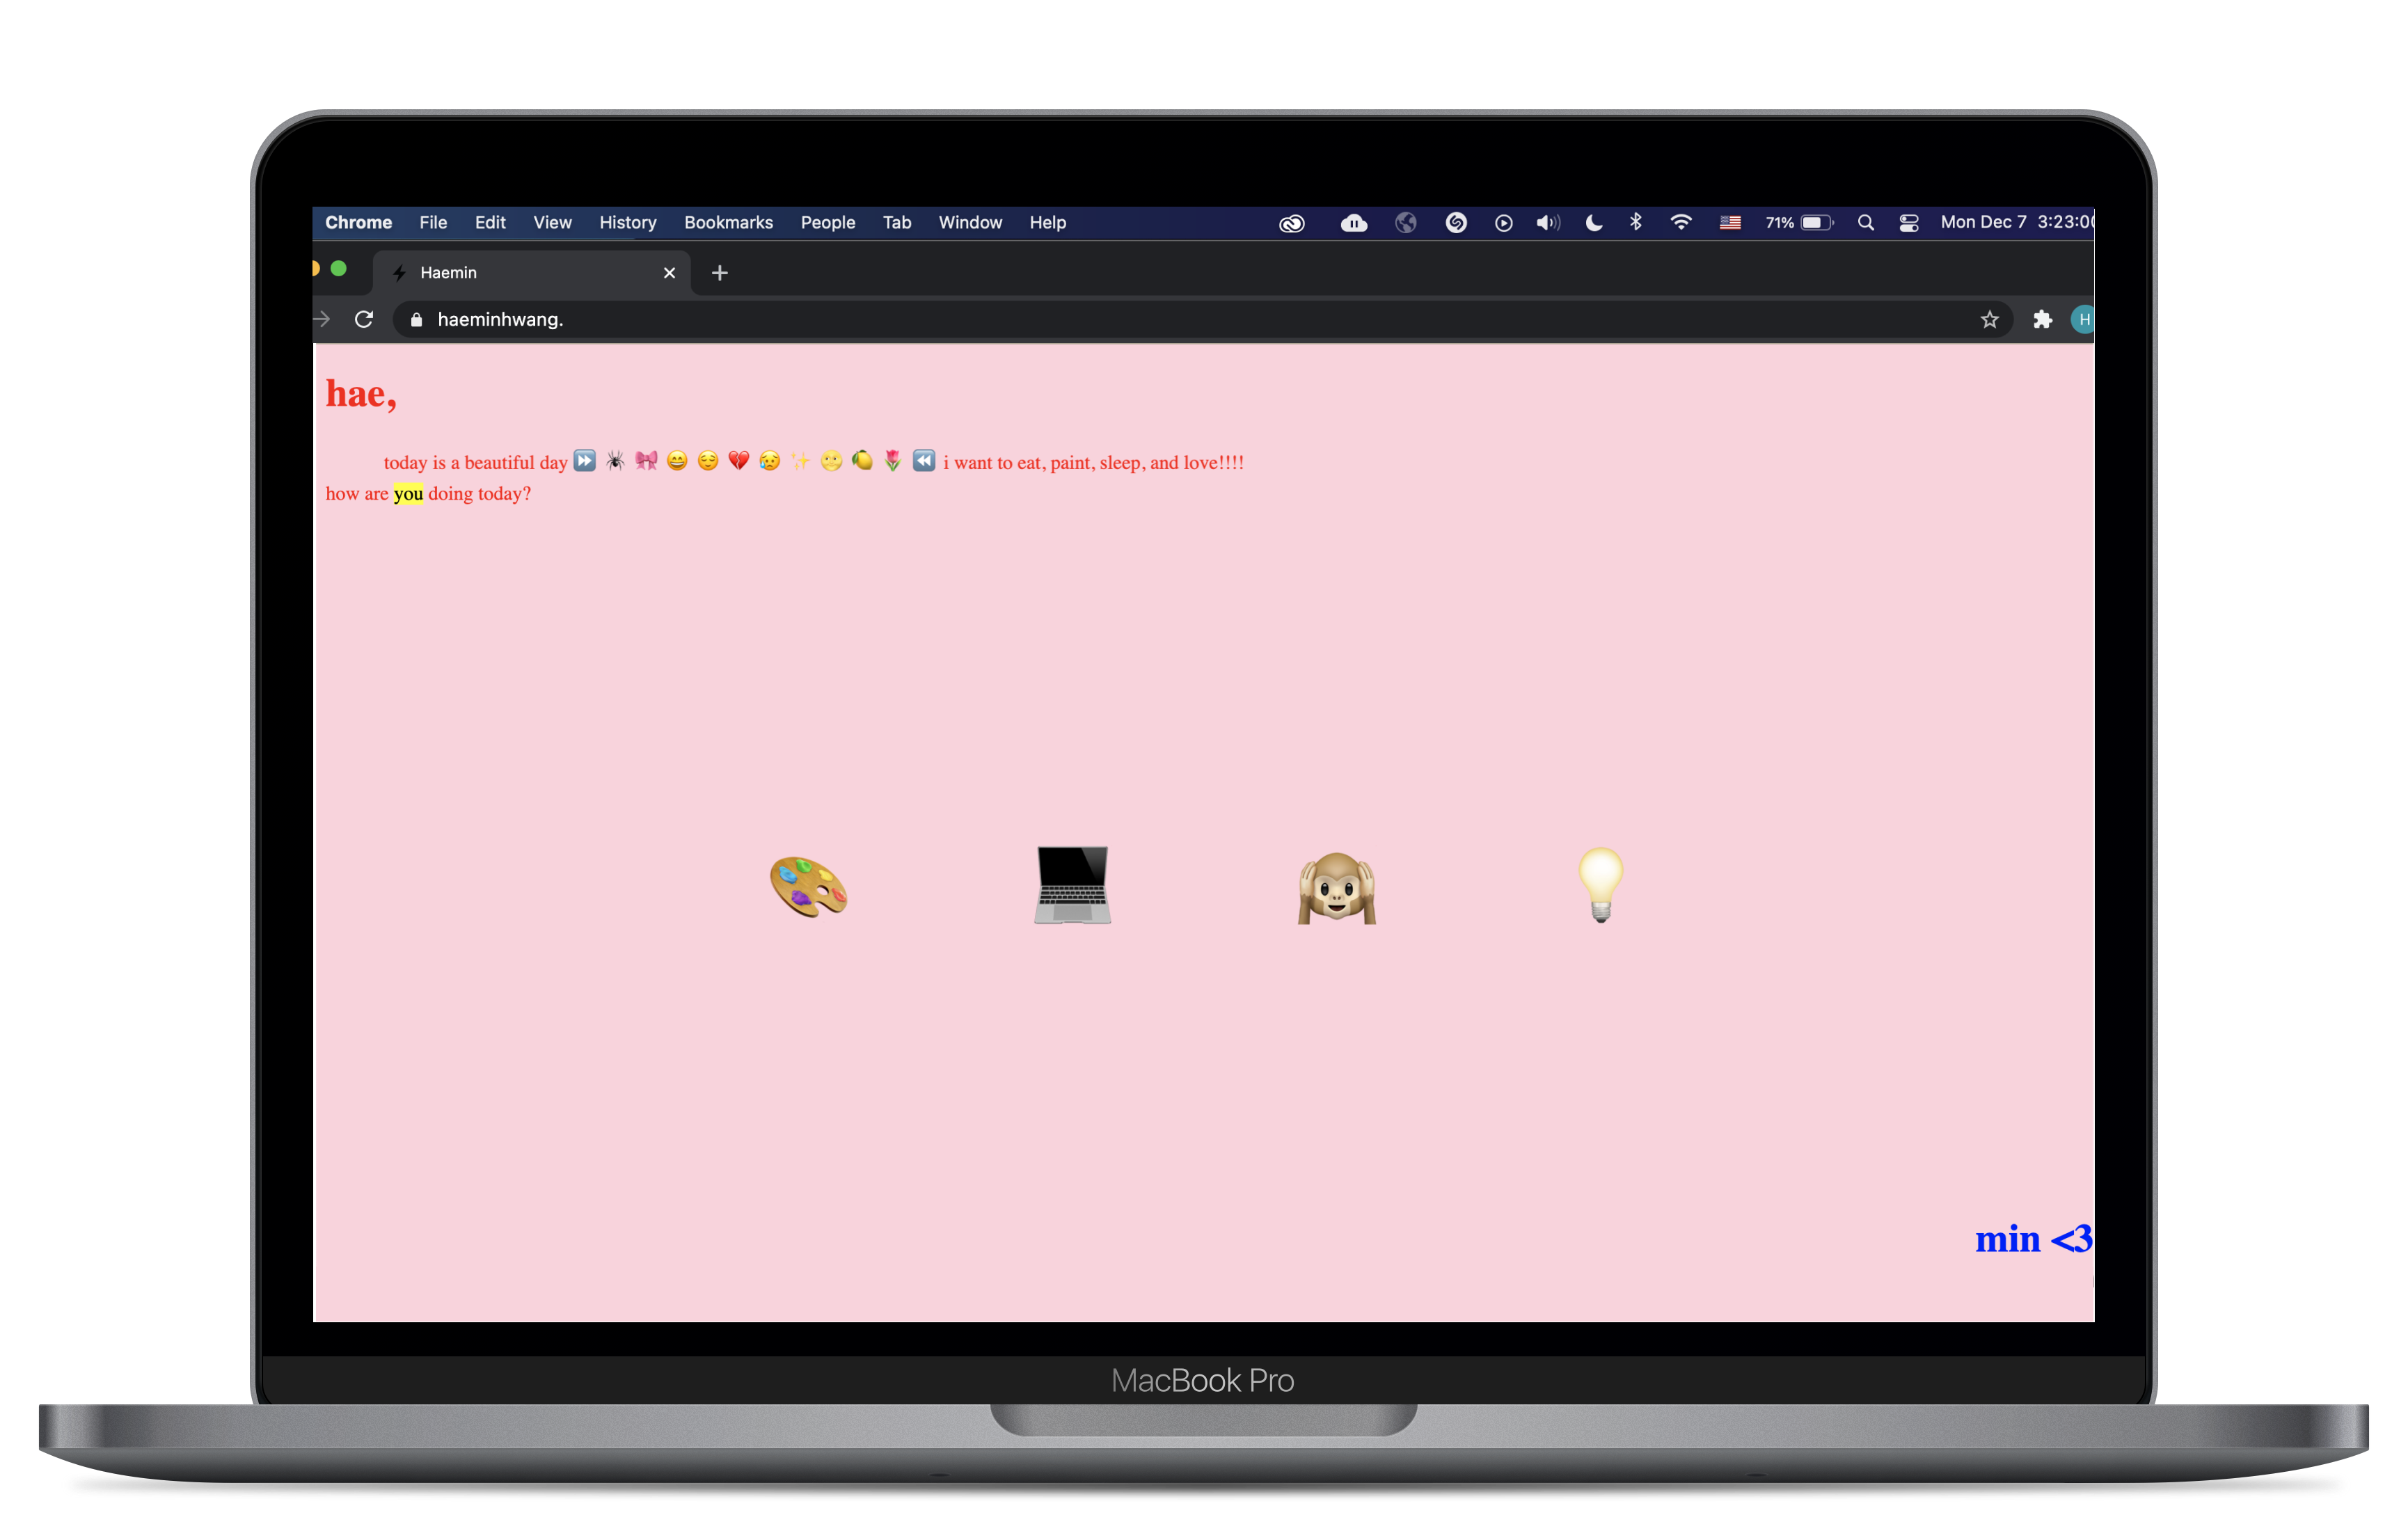 Chrome File Edit View History Bookmarks People Tab Window Help 71% Mon Dec 7 3:23:00
Haemin
haeminhwang.
H
hae,
today is a beautiful day ⏩ 🕷 🎀 😄 😌 💔 😥 ✨ 🌝 🍋 🌷 ⏪ i want to eat, paint, sleep, and love!!!!
how are you doing today?
min <3
MacBook Pro